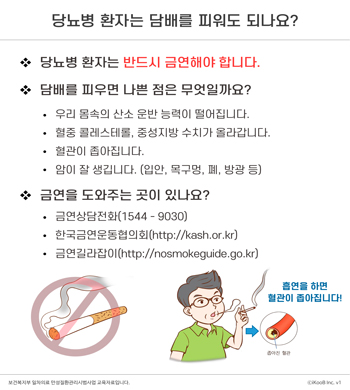 당뇨병 환자는 담배를 피워도 되나요?
❖ 당뇨병 환자는 반드시 금연해야 합니다.
❖ 담배를 피우면 나쁜 점은 무엇일까요?
• 우리 몸속의 산소 운반 능력이 떨어집니다.
• 혈중 콜레스테롤, 중성지방 수치가 올라갑니다.
• 혈관이 좁아집니다.
• 암이 잘 생깁니다. (입안, 목구멍, 폐, 방광 등)
❖ 금연을 도와주는 곳이 있나요?
• 금연상담전화(1544 - 9030)
• 한국금연운동협의회(http://kash.or.kr)
• 금연길라잡이(http://nosmokeguide.go.kr)
흡연을 하면
혈관이 좁아집니다!
좁아진 혈관
보건복지부 일차의료 만성질환관리시범사업 교육자료입니다.
ⓒiKooB Inc. v1